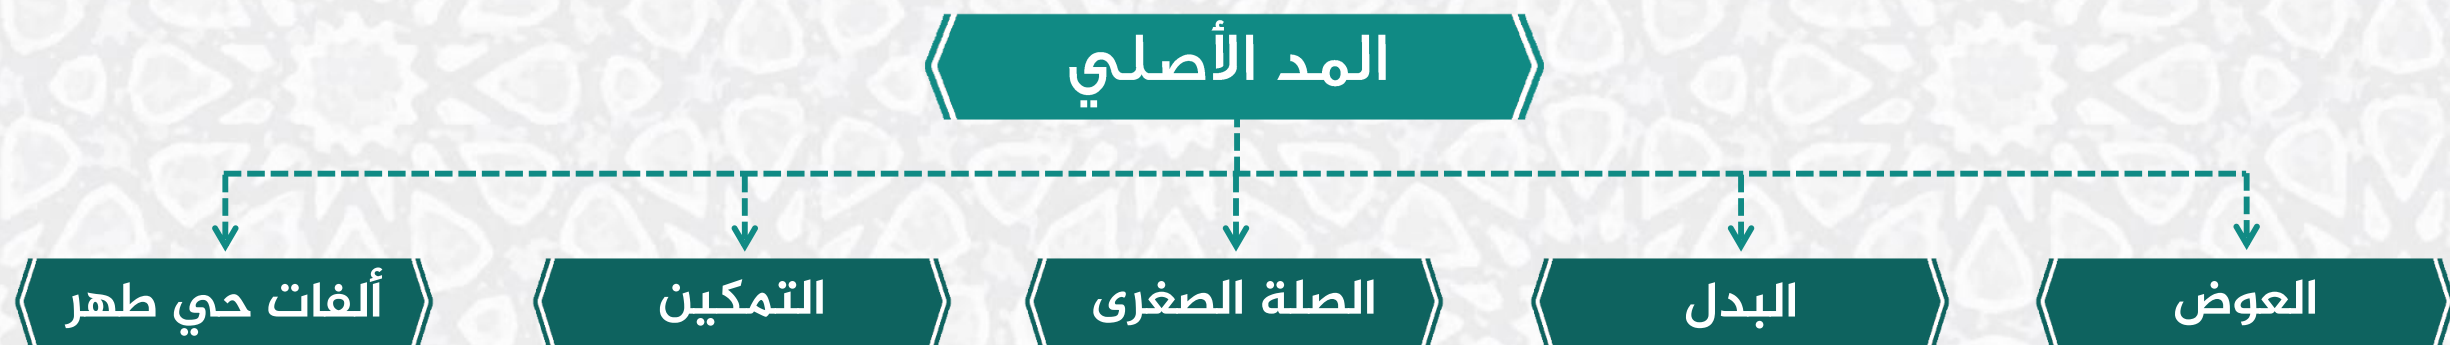 المد الأصلي
العوض
البدل
الصلة الصغرى
التمكين
ألفات حي طهر